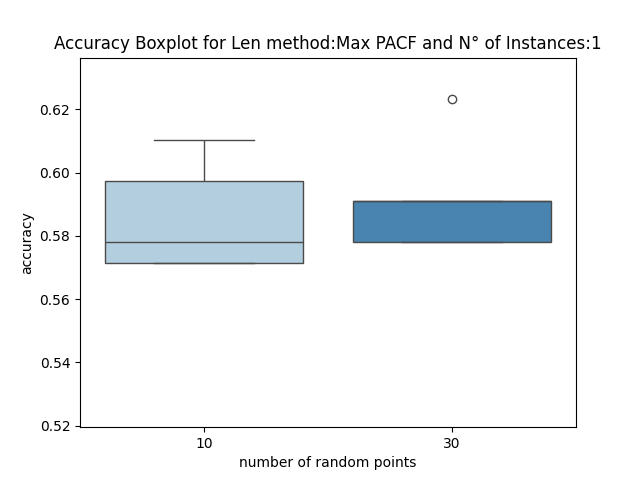 Accuracy Boxplot for Len method:Max PACF and N° of Instances:1
0.62
0.60
0.58
0.56
0.54
0.52
accuracy
10 30
number of random points